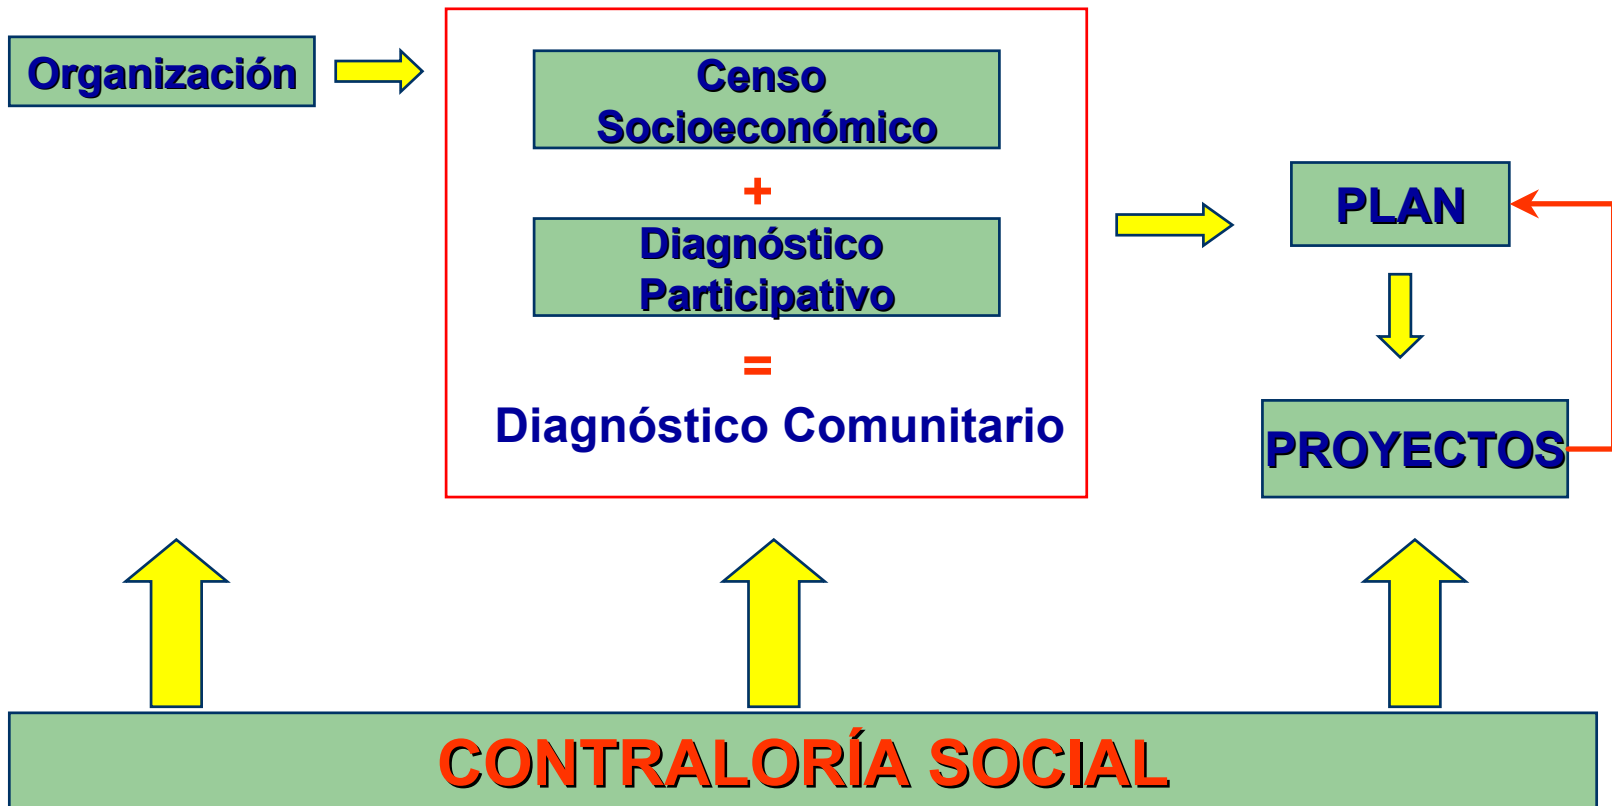 Organización
Censo
Socioeconómico
+
Diagnóstico
Participativo
=
Diagnóstico Comunitario
PLAN
PROYECTOS
CONTRALORÍA SOCIAL